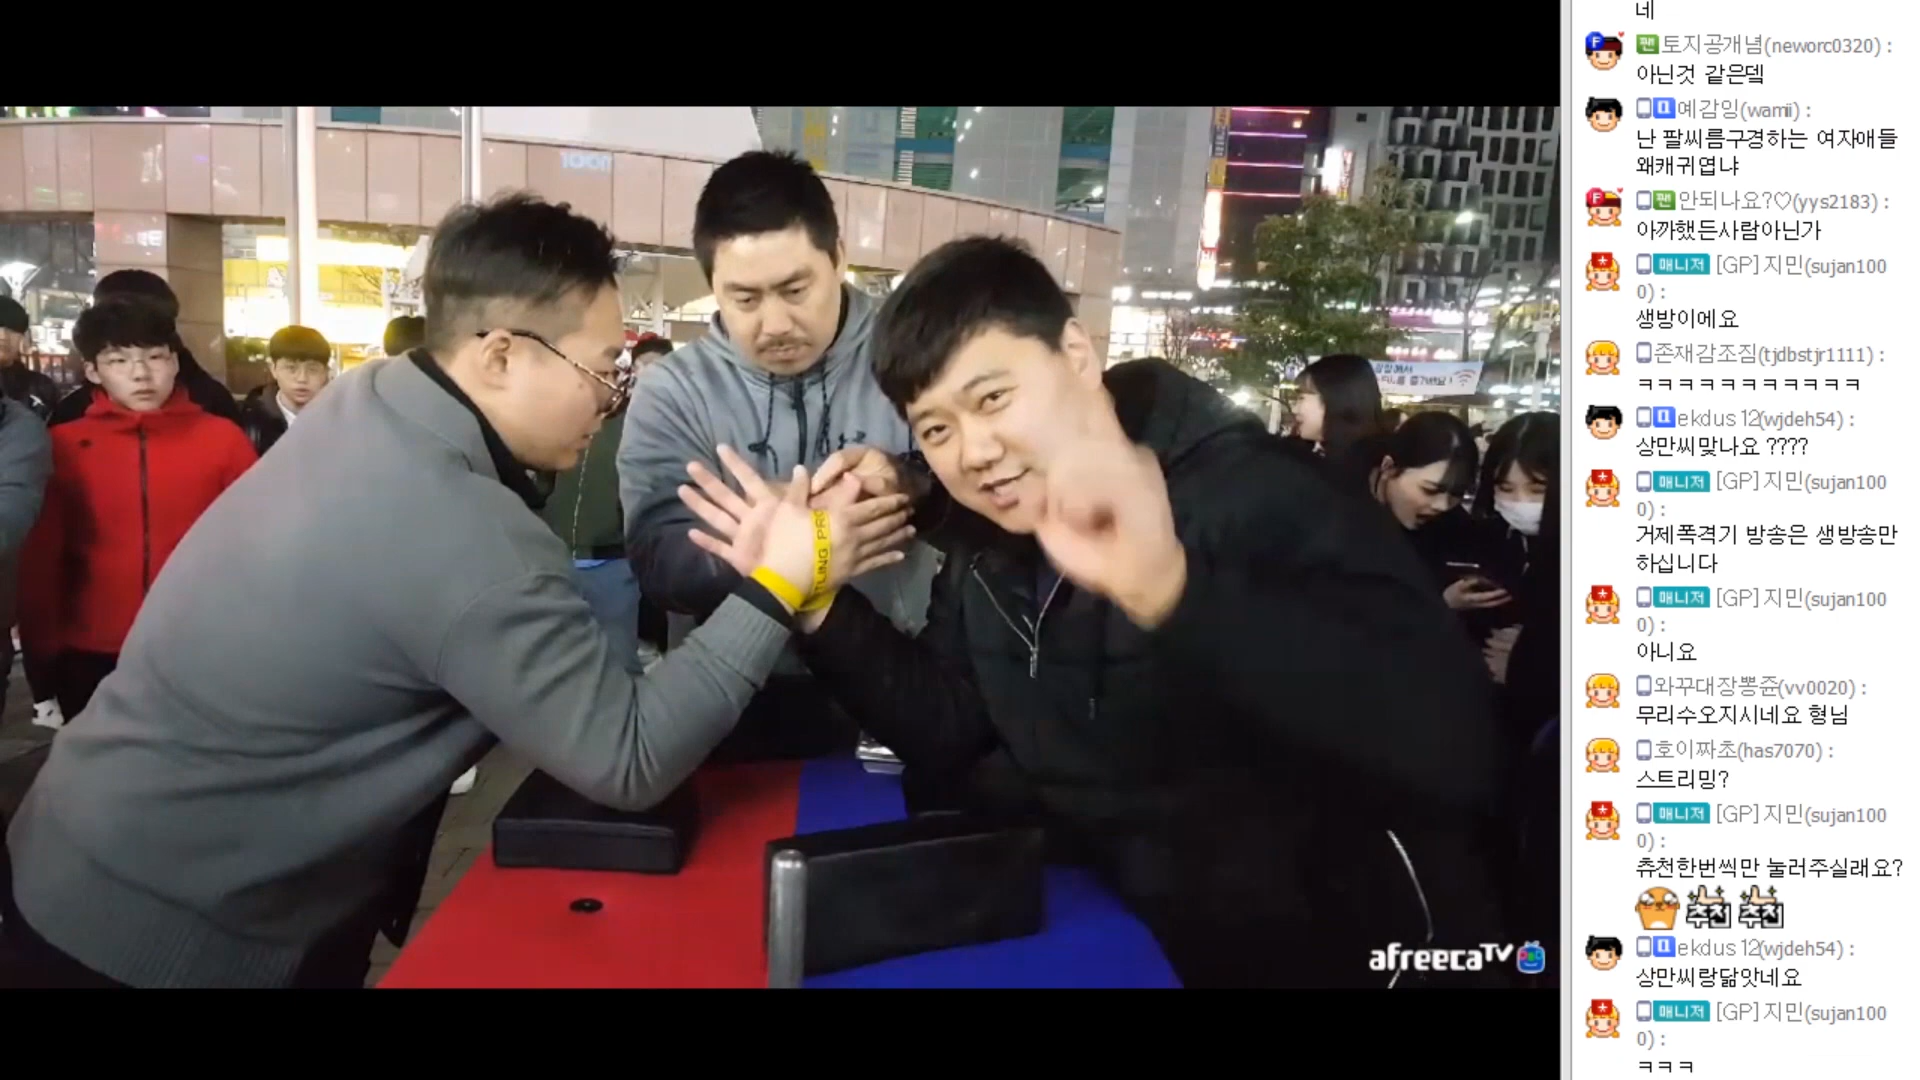 네
팬 토지공개념(neworc0320) :
아닌것 같은뎈
예감잉(wamii) :
난 팔씨름구경하는 여자애들
왜캐귀엽냐
팬 안되나요?♡(yys2183) :
아까했든사람아닌가
매니저 [GP]지민(sujan100
0) :
생방이에요
존재감조짐(tjdbstjr1111) :
ㅋㅋㅋㅋㅋㅋㅋㅋㅋㅋㅋ
ekdus12(wjdeh54) :
상만씨맞나요 ????
매니저 [GP]지민(sujan100
0) :
거제폭격기 방송은 생방송만
하십니다
매니저 [GP]지민(sujan100
0) :
아니요
와꾸대장뽕쥰(vv0020) :
무리수오지시네요 형님
호이짜초(has7070) :
스트리밍?
매니저 [GP]지민(sujan100
0) :
츄천한번씩만 눌러주실래요?
추천 추천
ekdus12(wjdeh54) :
상만씨랑닮앗네요
매니저 [GP]지민(sujan100
0) :
ㅋㅋㅋ
TLING PRO
afreecaTV